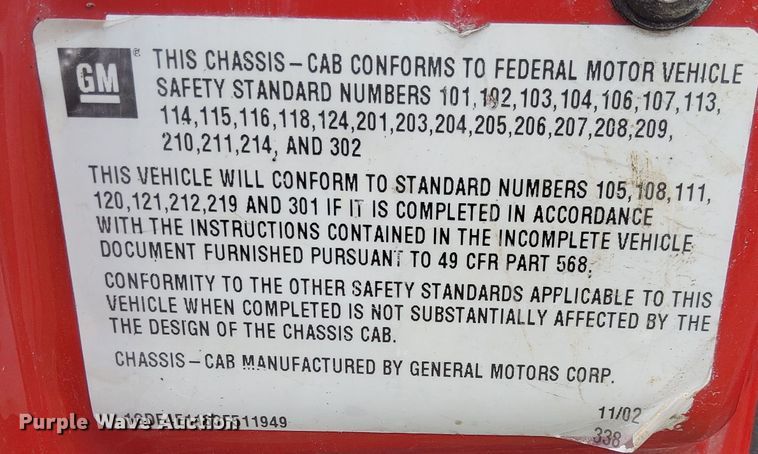 GM
®
THIS CHASSIS-CAB CONFORMS TO FEDERAL MOTOR VEHICLE
SAFETY STANDARD NUMBERS 101,102,103,104,106,107,113,
114,115,116,118,124,201,203,204,205,206,207,208,209,
210,211,214, AND 302
THIS VEHICLE WILL CONFORM TO STANDARD NUMBERS 105,108,111,
120,121,212,219 AND 301 IF IT IS COMPLETED IN ACCORDANCE
WITH THE INSTRUCTIONS CONTAINED IN THE INCOMPLETE VEHICLE
DOCUMENT FURNISHED PURSUANT TO 49 CFR PART 568.
CONFORMITY TO THE OTHER SAFETY STANDARDS APPLICABLE TO THIS
VEHICLE WHEN COMPLETED IS NOT SUBSTANTIALLY AFFECTED BY THE
THE DESIGN OF THE CHASSIS CAB.
CHASSIS-CAB MANUFACTURED BY GENERAL MOTORS CORP.
11/02
338
Purple Wave Auction